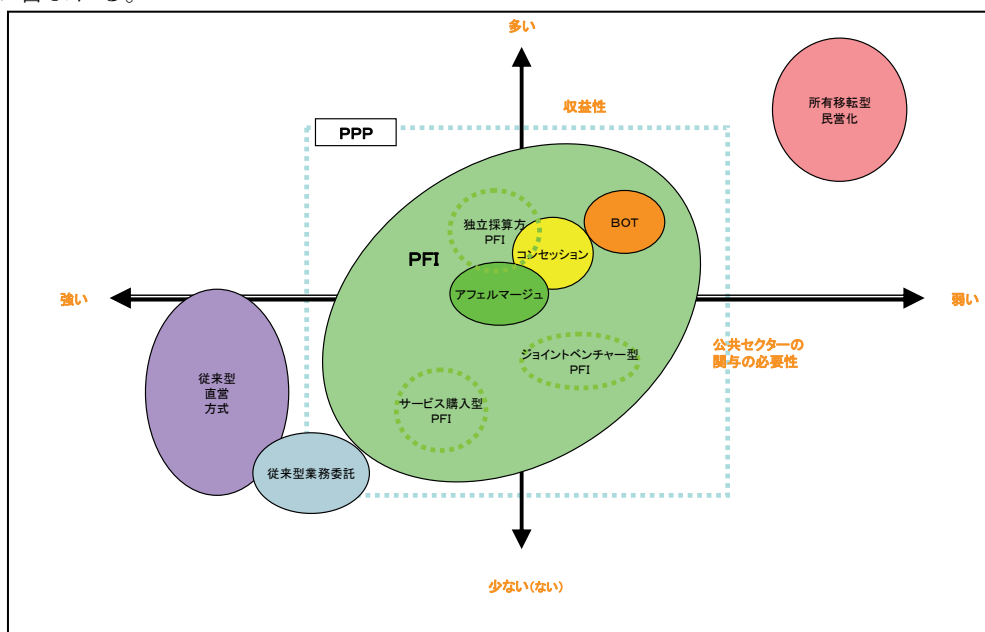 多い
収益性
所有移転型
民営化
PPP
独立採算方
PFI
BOT
PFI
コンセッション
アフェルマージュ
強い
弱い
公共セクターの
関与の必要性
ジョイントベンチャー型
PFI
従来型
直営
方式
サービス購入型
PFI
従来型業務委託
少ない(ない)